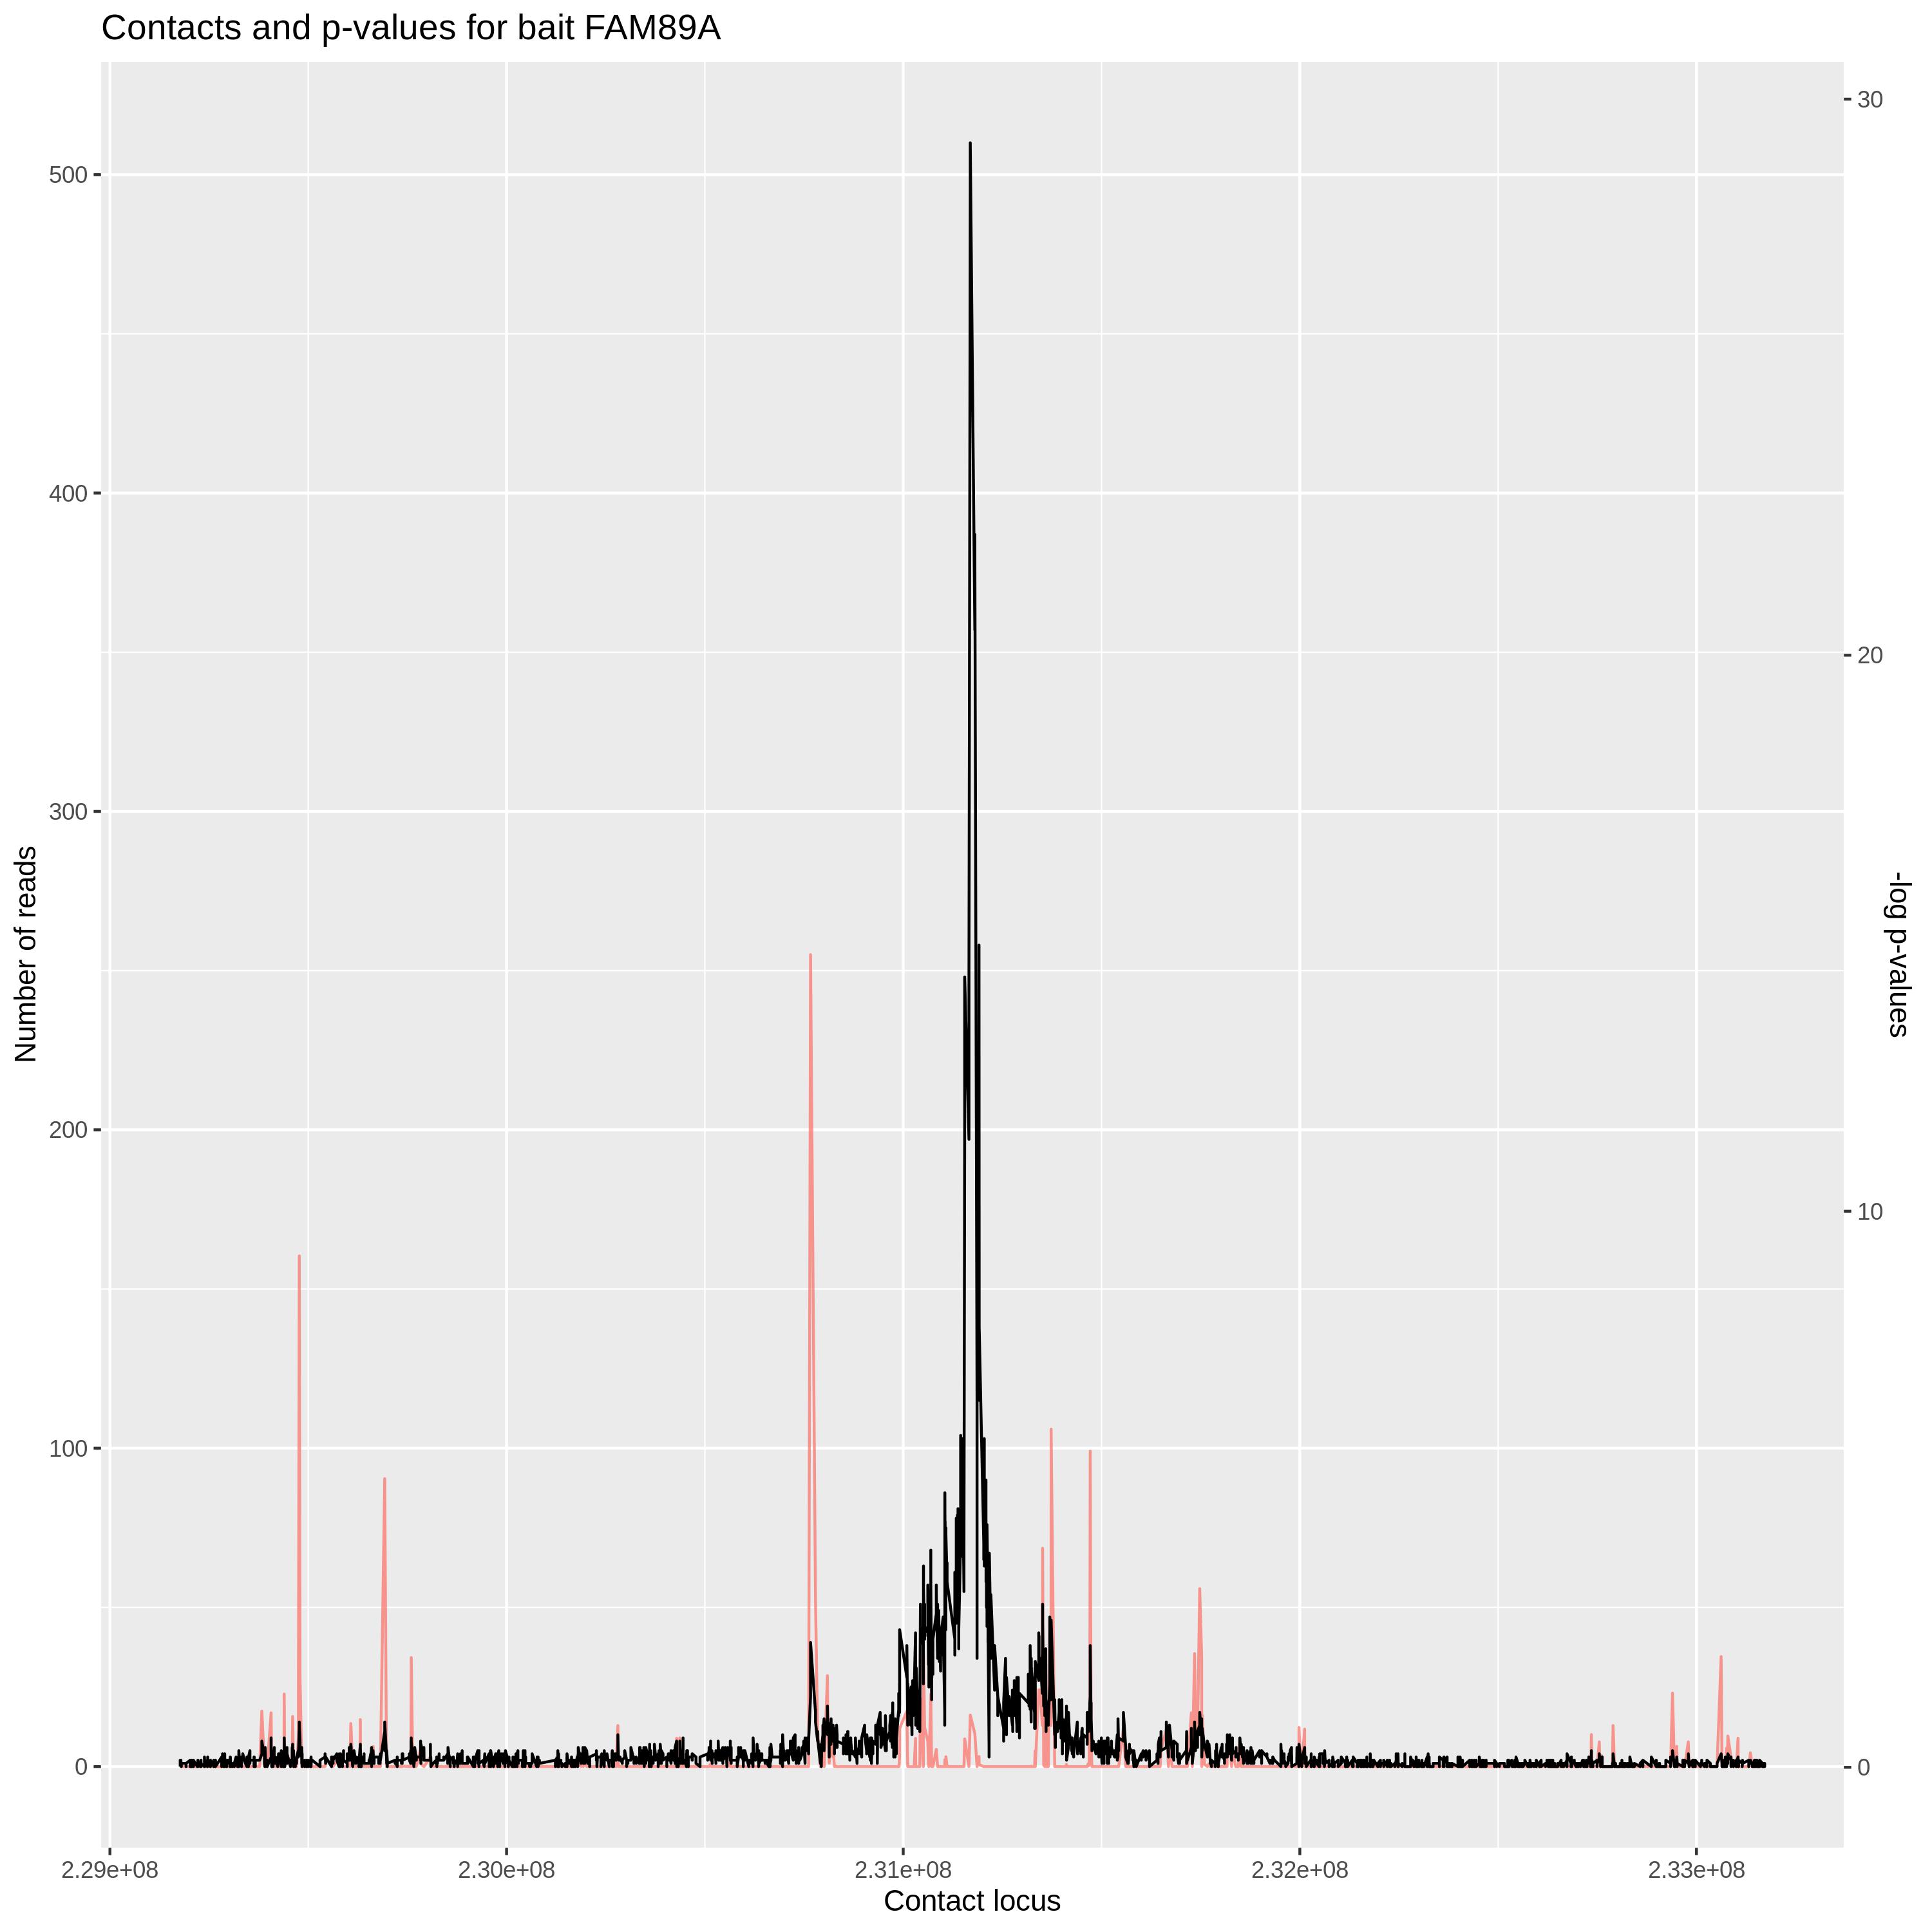 Contacts and p-values for bait FAM89A
30
500
400
20
300
Number of reads
-log p-values
200
10
100
0
0
2.29e+08
2.30e+08
2.31e+08
2.32e+08
2.33e+08
Contact locus